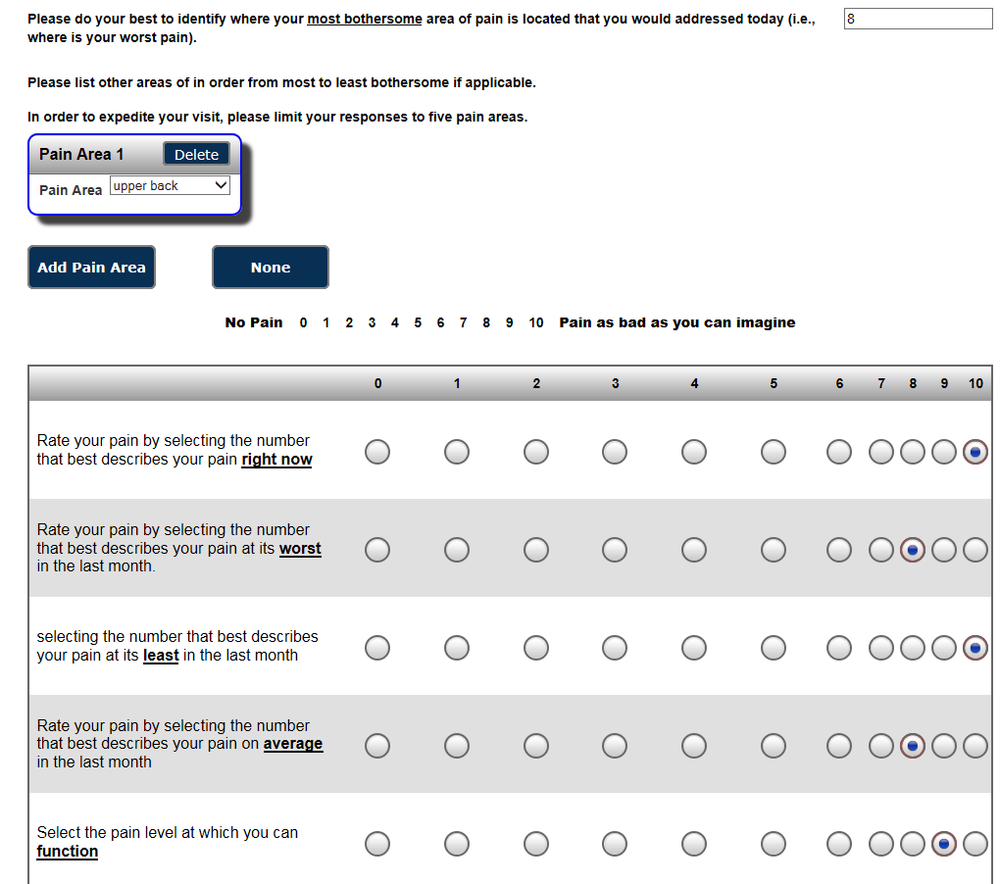 Please do your best to identify where your most bothersome area of pain is located that you would addressed today (i.e., 8
where is your worst pain).
Please list other areas of in order from most to least bothersome if applicable.
In order to expedite your visit, please limit your responses to five pain areas.
Pain Area 1 Delete
Pain Area upper back
Add Pain Area None
No Pain 0 1 2 3 4 5 6 7 8 9 10 Pain as bad as you can imagine
0 1 2 3 4 5 6 7 8 9 10
Rate your pain by selecting the number
that best describes your pain right now
Rate your pain by selecting the number
that best describes your pain at its worst
in the last month.
selecting the number that best describes
your pain at its least in the last month
Rate your pain by selecting the number
that best describes your pain on average
in the last month
Select the pain level at which you can
function